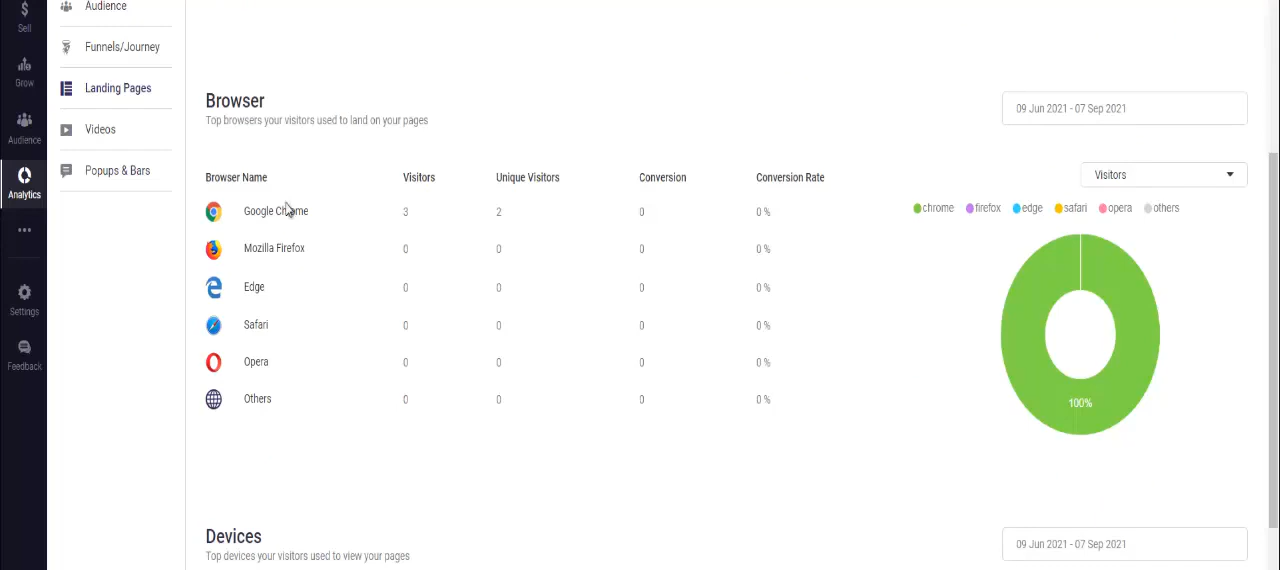 Sell
Grow
Audience
Analytics
Settings
Feedback
Audience
Funnels/Journey
Landing Pages
Videos
Popups & Bars
Browser
Top browsers your visitors used to land on your pages
09 Jun 2021 - 07 Sep 2021
Browser Name Visitors Unique Visitors Conversion Conversion Rate
Google Chrome 3 2 0 0 %
Mozilla Firefox 0 0 0 0 %
Edge 0 0 0 0 %
Safari 0 0 0 0 %
Opera 0 0 0 0 %
Others 0 0 0 0 %
Visitors
chrome firefox edge safari opera others
100%
Devices
Top devices your visitors used to view your pages
09 Jun 2021 - 07 Sep 2021